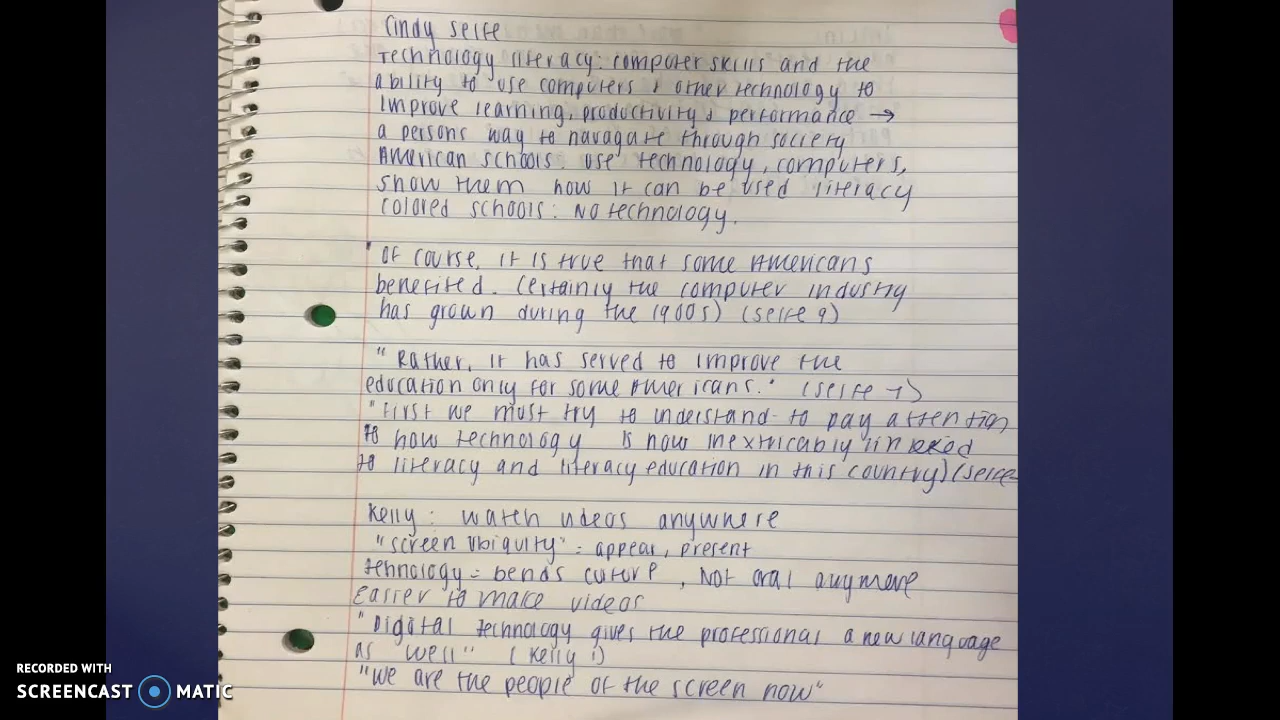 Cindy Selfe
Technology literacy: computer skills and the
ability to use computers & other technology to
improve learning, productivity & performance →
a persons way to navagate through society
American schools: use technology, computers,
show them how it can be used literacy
colored schools: No technology.
"Of course, it is true that some Americans
benefited. Certainly the computer industry
has grown during the 1900s) (Selfe 9)
"Rather, it has served to improve the
education only for some Americans." (Selfe 7)
"First we must try to understand- to pay attention
to how technology is now inextricably linked
to literacy and literacy education in this country) (Selfe
Kelly: watch videos anywhere
"screen ubiquity" = appear, present
tehnology = bends cuture, Not oral anymore
Easier to make videos
"Digital technology gives the professional a new language
as well" (Kelly 1)
"we are the people of the screen now"
RECORDED WITH
SCREENCAST MATIC